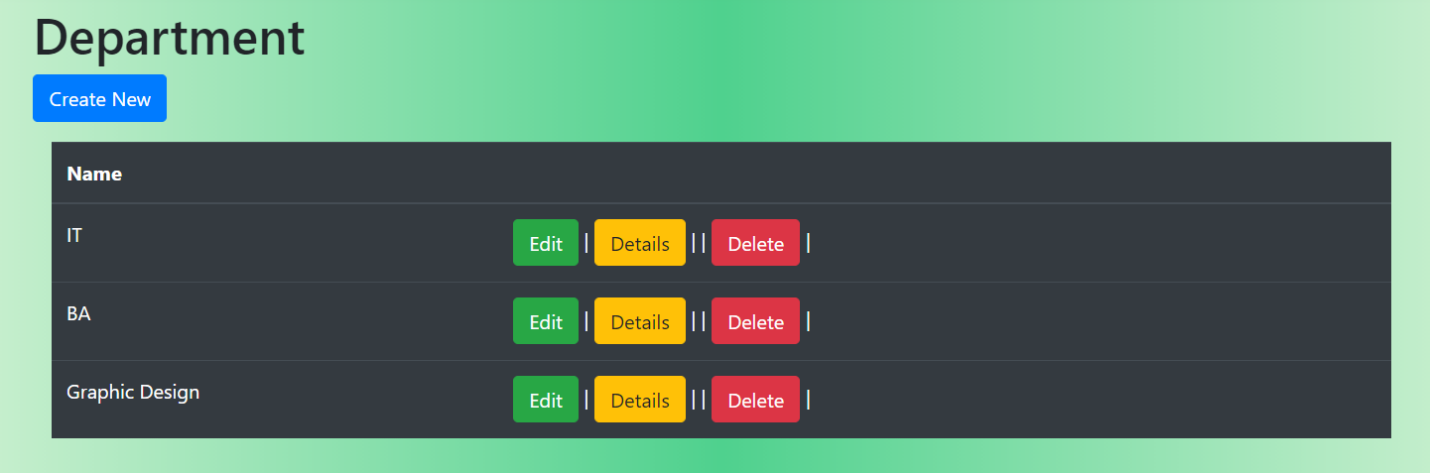 Department
Create New
Name
IT Edit | Details | | Delete |
BA Edit | Details | | Delete |
Graphic Design Edit | Details | | Delete |